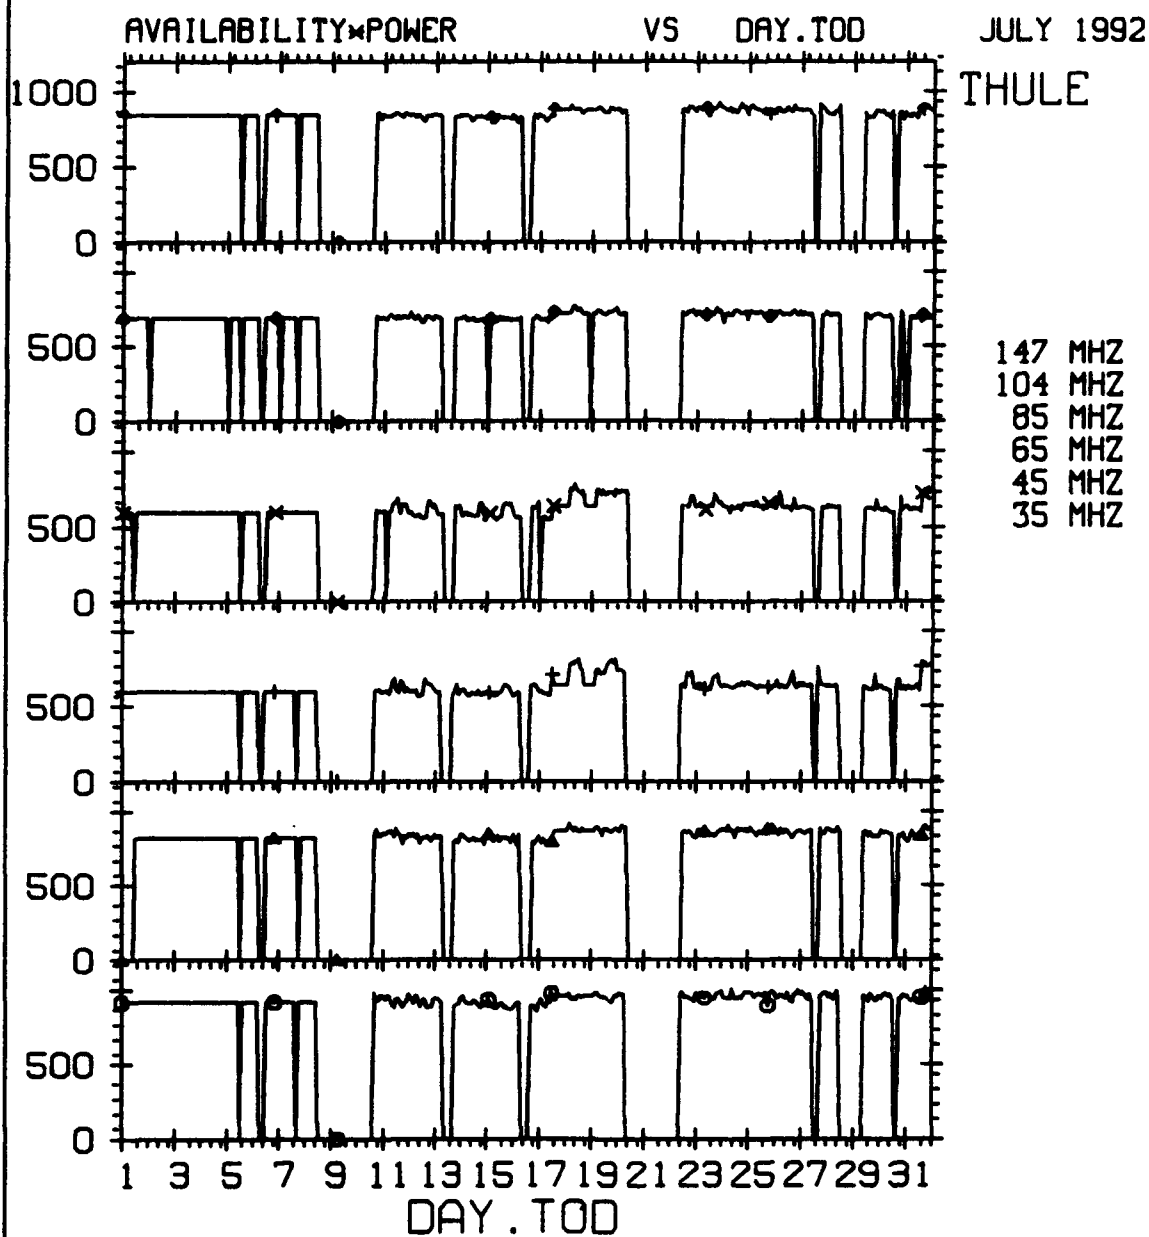 AVAILABILITY×POWER VS DAY.TOD JULY 1992
THULE
1000
500
0
500
0
500
0
500
0
500
0
500
0
147 MHZ
104 MHZ
85 MHZ
65 MHZ
45 MHZ
35 MHZ
1 3 5 7 9 11 13 15 17 19 21 23 25 27 29 31
DAY.TOD